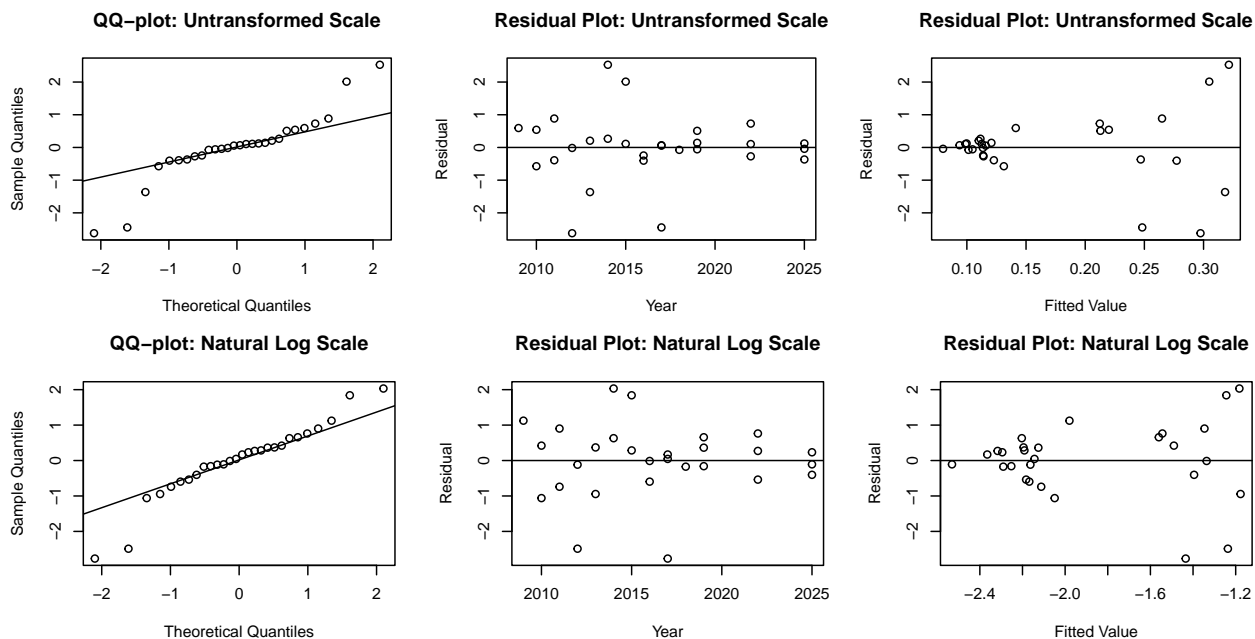 QQ−plot: Untransformed Scale
Sample Quantiles
2
1
0
−1
−2
−2 −1 0 1 2
Theoretical Quantiles
Residual Plot: Untransformed Scale
Residual
2
1
0
−1
−2
2010 2015 2020 2025
Year
Residual Plot: Untransformed Scale
Residual
2
1
0
−1
−2
0.10 0.15 0.20 0.25 0.30
Fitted Value
QQ−plot: Natural Log Scale
Sample Quantiles
2
1
0
−1
−2
−2 −1 0 1 2
Theoretical Quantiles
Residual Plot: Natural Log Scale
Residual
2
1
0
−1
−2
2010 2015 2020 2025
Year
Residual Plot: Natural Log Scale
Residual
2
1
0
−1
−2
−2.4 −2.0 −1.6 −1.2
Fitted Value